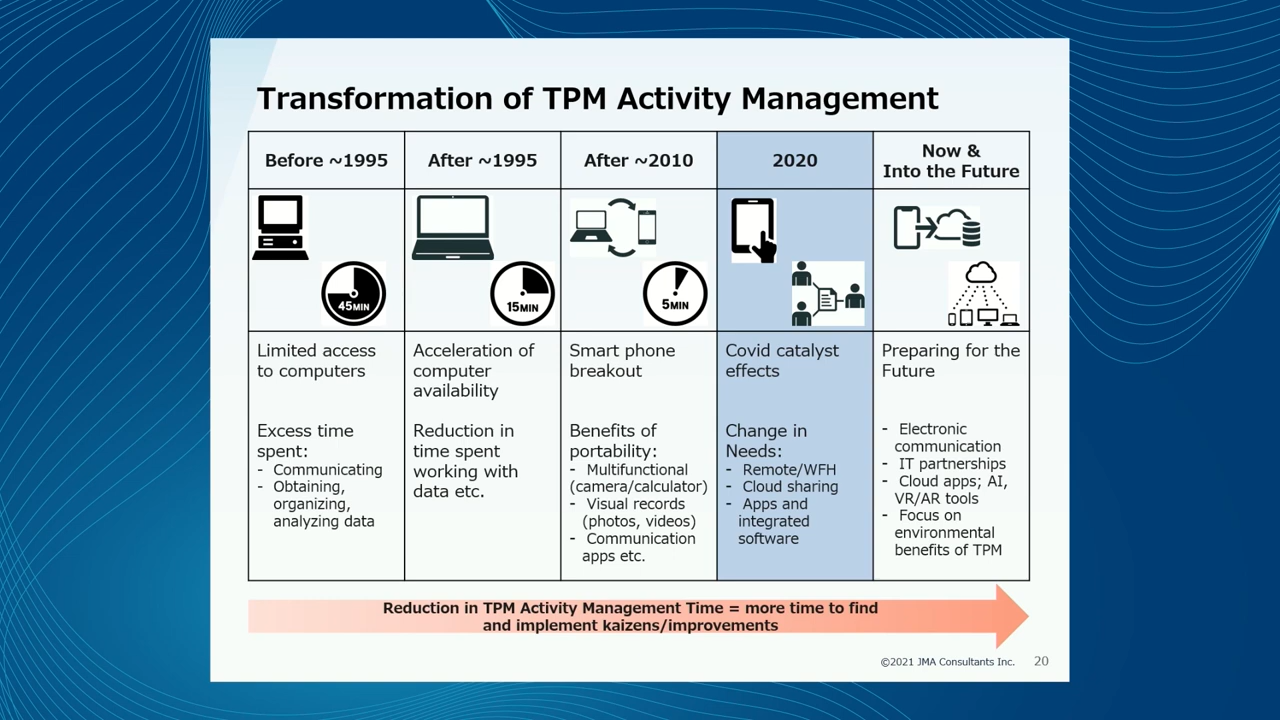 Transformation of TPM Activity Management
Before ~1995
After ~1995
After ~2010
2020
Now &
Into the Future
45MIN
15MIN
5MIN
Limited access
to computers
Excess time
spent:
- Communicating
- Obtaining,
organizing,
analyzing data
Acceleration of
computer
availability
Reduction in
time spent
working with
data etc.
Smart phone
breakout
Benefits of
portability:
- Multifunctional
(camera/calculator)
- Visual records
(photos, videos)
- Communication
apps etc.
Covid catalyst
effects
Change in
Needs:
- Remote/WFH
- Cloud sharing
- Apps and
integrated
software
Preparing for the
Future
- Electronic
communication
- IT partnerships
- Cloud apps; AI,
VR/AR tools
- Focus on
environmental
benefits of TPM
Reduction in TPM Activity Management Time = more time to find
and implement kaizens/improvements
©2021 JMA Consultants Inc.
20